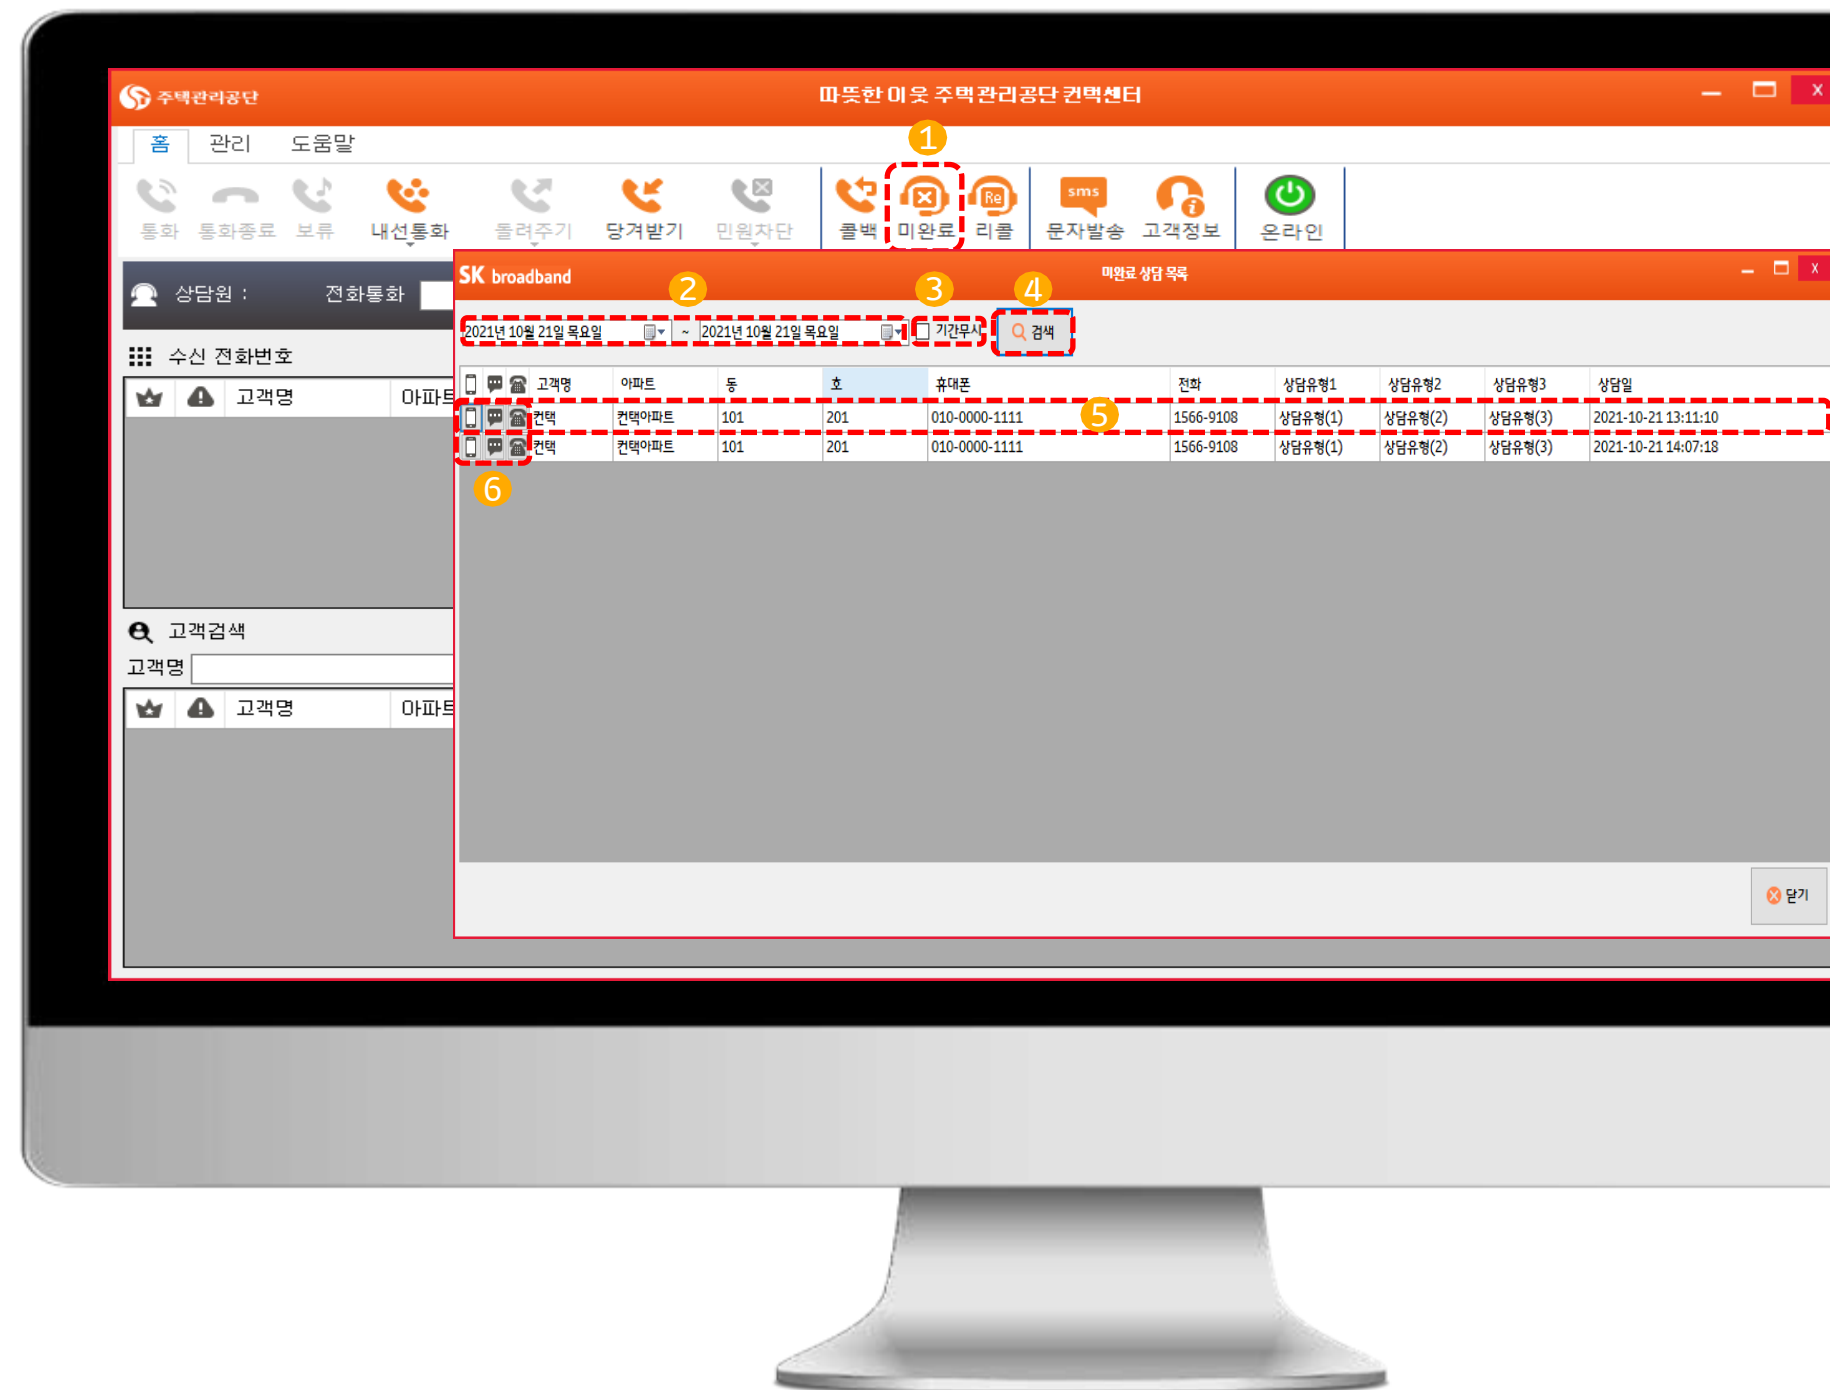 주택관리공단 따뜻한 이웃 주택관리공단 컨택센터 X
홈 관리 도움말
1
sms
Re
통화 통화종료 보류 내선통화 돌려주기 당겨받기 민원차단 콜백 미완료 리콜 문자발송 고객정보 온라인
상담원 : 전화통화
SK broadband 미완료 상담 목록 X
2 3 4
2021년 10월 21일 목요일 ~ 2021년 10월 21일 목요일 기간무시 검색
수신 전화번호
고객명 아파트
고객명 아파트 동 호 휴대폰 전화 상담유형1 상담유형2 상담유형3 상담일
컨택 컨택아파트 101 201 010-0000-1111 5 1566-9108 상담유형(1) 상담유형(2) 상담유형(3) 2021-10-21 13:11:10
컨택 컨택아파트 101 201 010-0000-1111 1566-9108 상담유형(1) 상담유형(2) 상담유형(3) 2021-10-21 14:07:18
6
고객검색
고객명
고객명 아파트
닫기